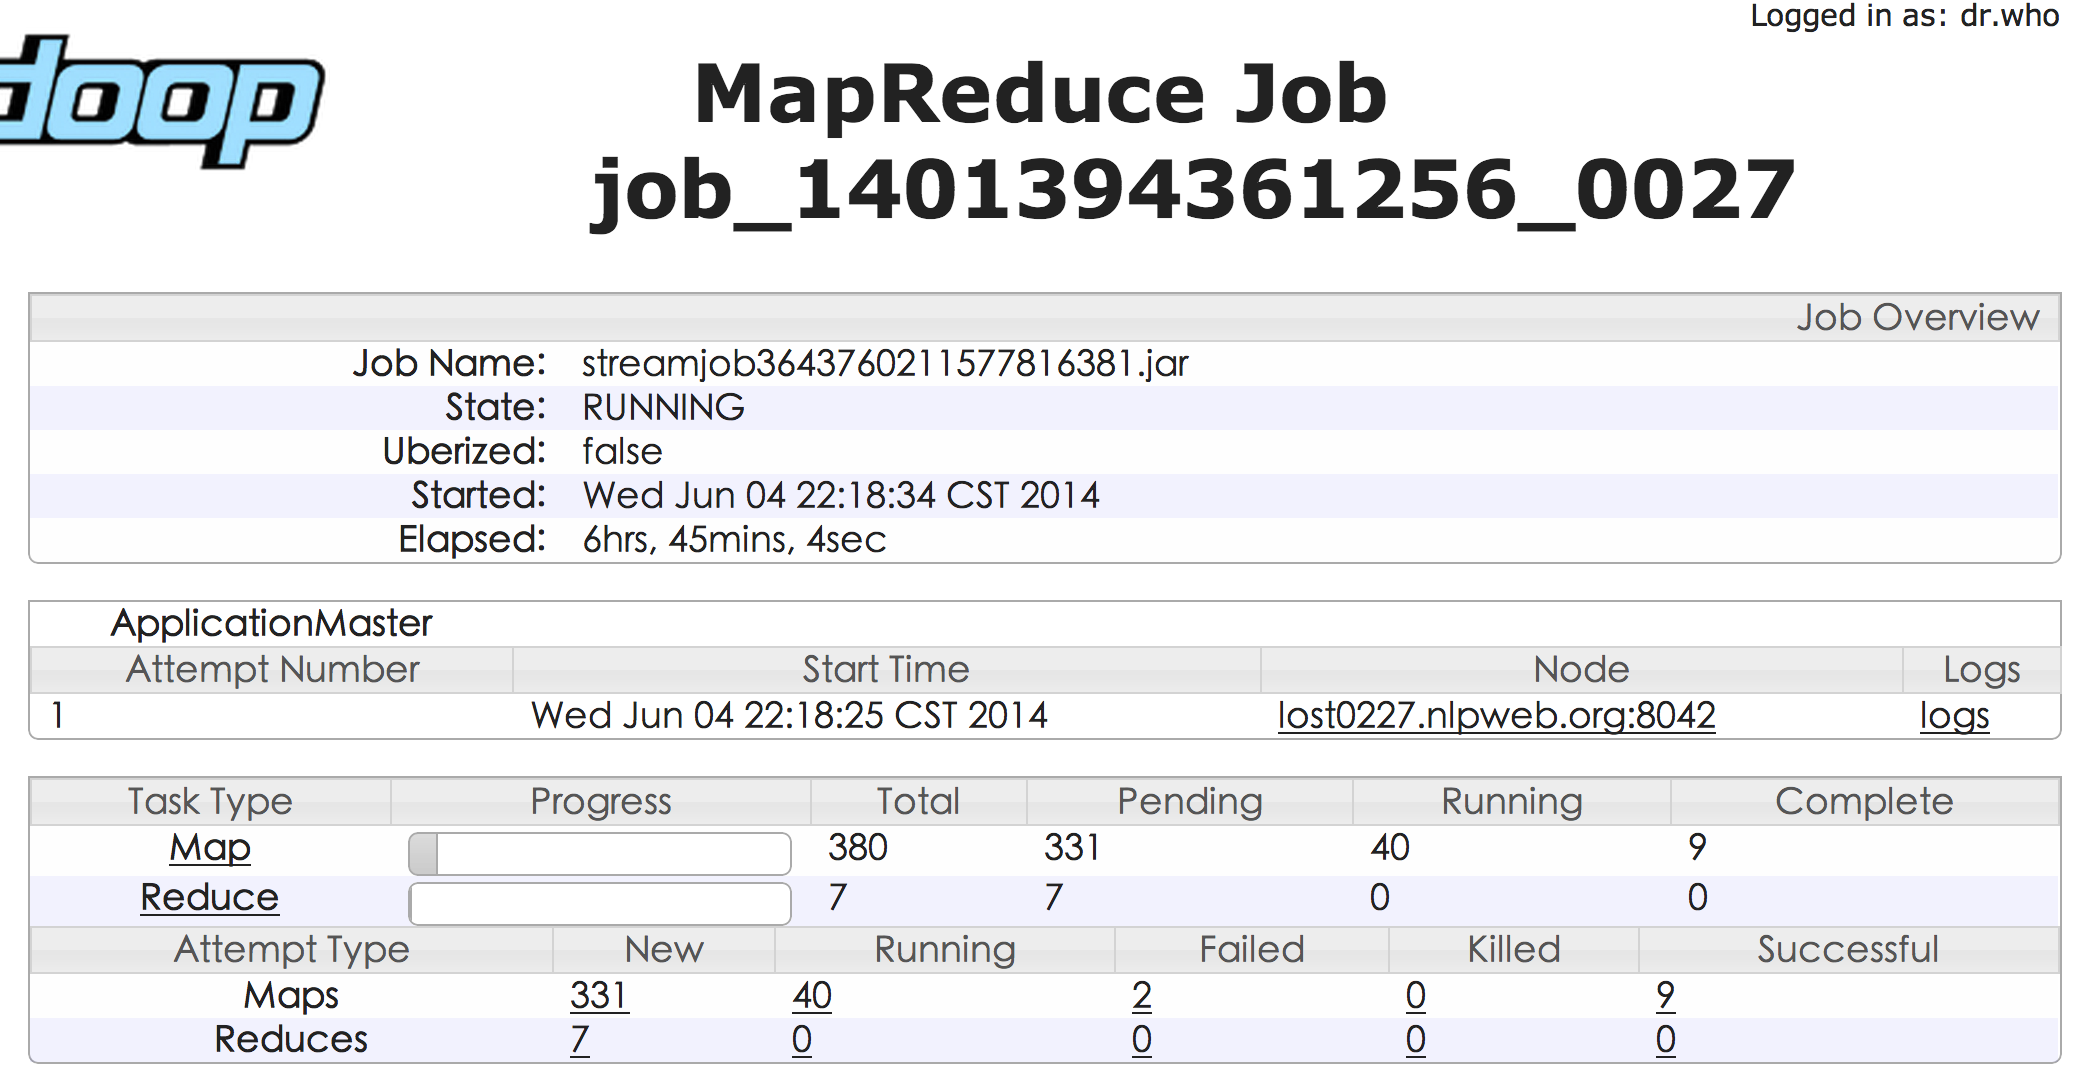 Logged in as: dr.who
doop
MapReduce Job
job_1401394361256_0027
Job Overview
Job Name: streamjob3643760211577816381.jar
State: RUNNING
Uberized: false
Started: Wed Jun 04 22:18:34 CST 2014
Elapsed: 6hrs, 45mins, 4sec
ApplicationMaster
Attempt Number Start Time Node Logs
1 Wed Jun 04 22:18:25 CST 2014 lost0227.nlpweb.org:8042 logs
Task Type Progress Total Pending Running Complete
Map 380 331 40 9
Reduce 7 7 0 0
Attempt Type New Running Failed Killed Successful
Maps 331 40 2 0 9
Reduces 7 0 0 0 0